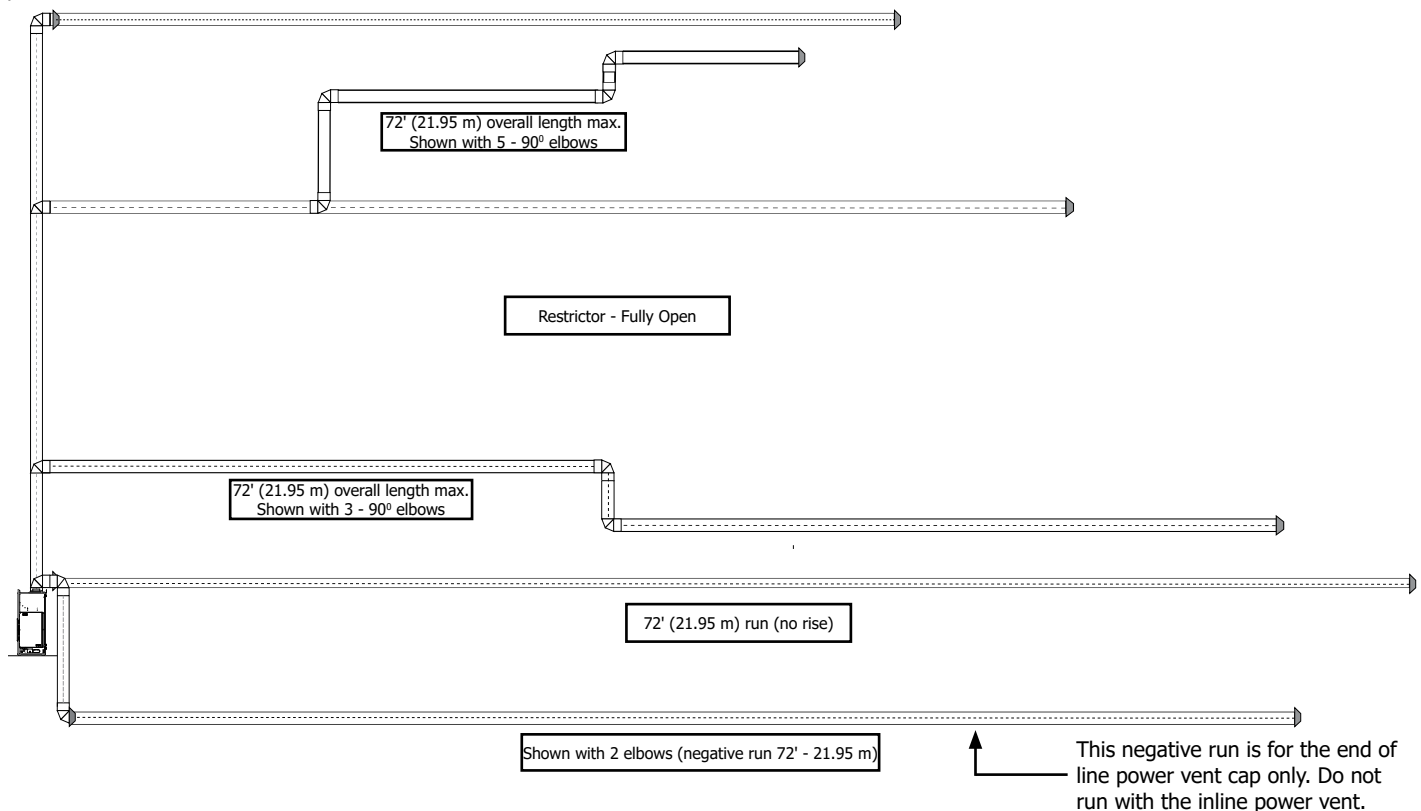 72' (21.95 m) overall length max.
Shown with 5 - 90⁰ elbows
Restrictor - Fully Open
72' (21.95 m) overall length max.
Shown with 3 - 90⁰ elbows
72' (21.95 m) run (no rise)
Shown with 2 elbows (negative run 72' - 21.95 m)
This negative run is for the end of
line power vent cap only. Do not
run with the inline power vent.